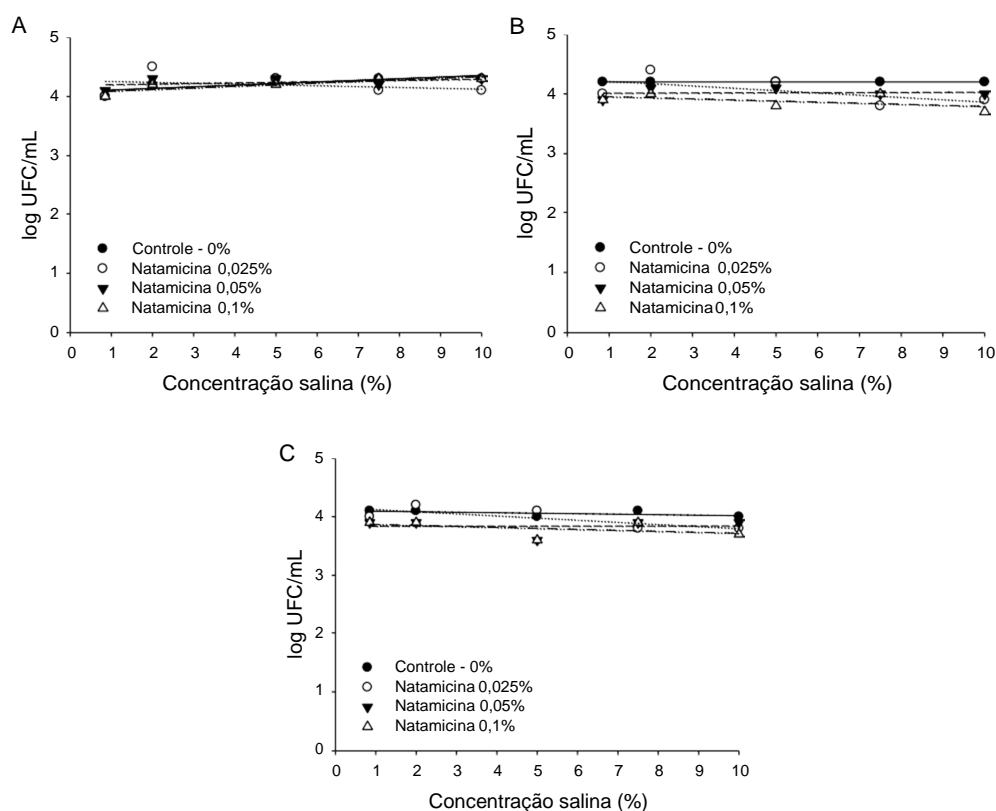 A
5
4
3
2
1
0
log UFC/mL
Controle - 0%
Natamicina 0,025%
Natamicina 0,05%
Natamicina 0,1%
0 1 2 3 4 5 6 7 8 9 10
Concentração salina (%)
B
5
4
3
2
1
0
log UFC/mL
Controle - 0%
Natamicina 0,025%
Natamicina 0,05%
Natamicina 0,1%
0 1 2 3 4 5 6 7 8 9 10
Concentração salina (%)
C
5
4
3
2
1
0
log UFC/mL
Controle - 0%
Natamicina 0,025%
Natamicina 0,05%
Natamicina 0,1%
0 1 2 3 4 5 6 7 8 9 10
Concentração salina (%)